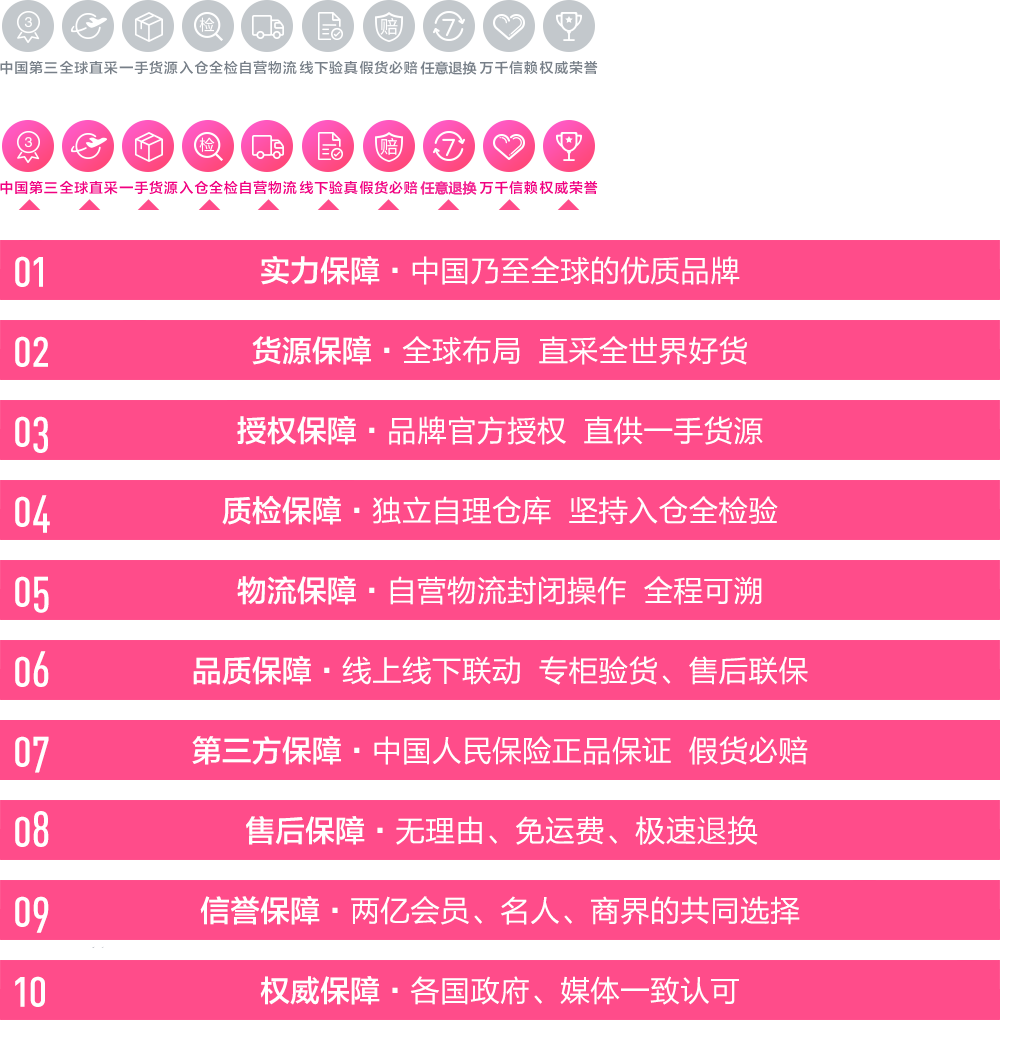 3 检 赔 7
中国第三 全球直采 一手货源 入仓全检 自营物流 线下验真 假货必赔 任意退换 万千信赖 权威荣誉
3 检 赔 7
中国第三 全球直采 一手货源 入仓全检 自营物流 线下验真 假货必赔 任意退换 万千信赖 权威荣誉
01 实力保障·中国乃至全球的优质品牌
02 货源保障·全球布局 直采全世界好货
03 授权保障·品牌官方授权 直供一手货源
04 质检保障·独立自理仓库 坚持入仓全检验
05 物流保障·自营物流封闭操作 全程可溯
06 品质保障·线上线下联动 专柜验货、售后联保
07 第三方保障·中国人民保险正品保证 假货必赔
08 售后保障·无理由、免运费、极速退换
09 信誉保障·两亿会员、名人、商界的共同选择
10 权威保障·各国政府、媒体一致认可